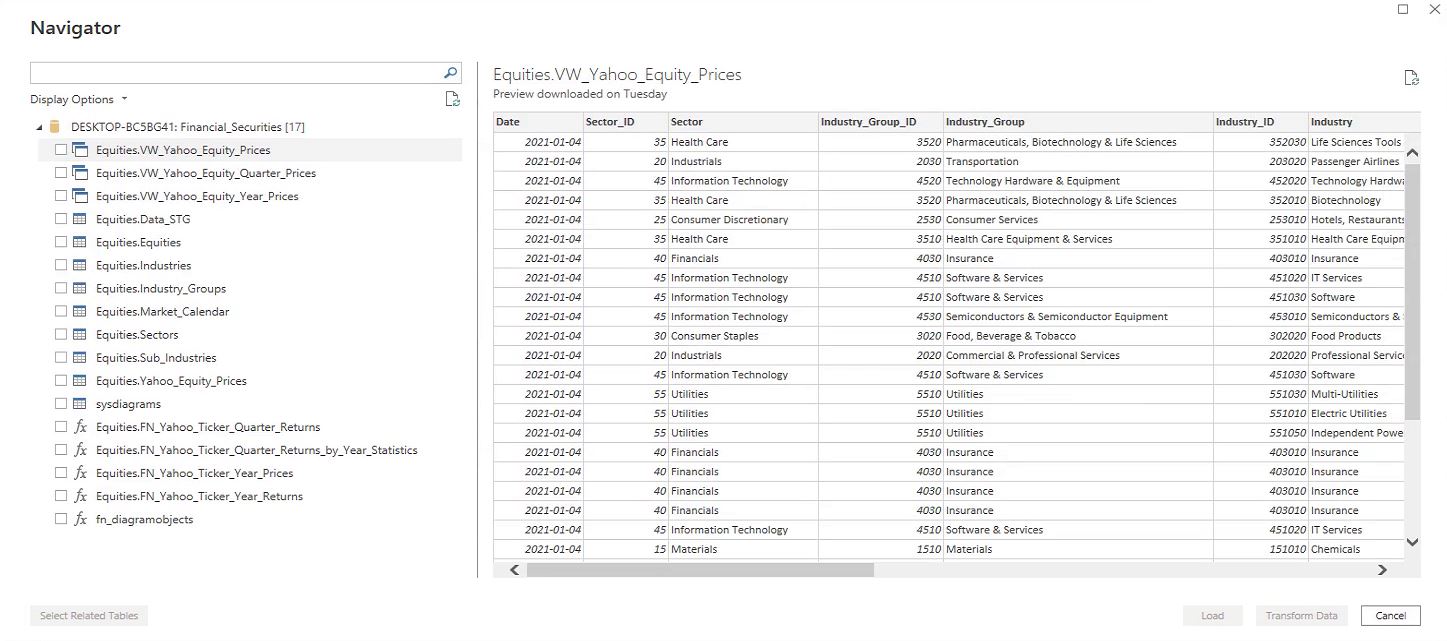 Navigator
Display Options
DESKTOP-BC5BG41: Financial_Securities [17]
Equities.VW_Yahoo_Equity_Prices
Equities.VW_Yahoo_Equity_Quarter_Prices
Equities.VW_Yahoo_Equity_Year_Prices
Equities.Data_STG
Equities.Equities
Equities.Industries
Equities.Industry_Groups
Equities.Market_Calendar
Equities.Sectors
Equities.Sub_Industries
Equities.Yahoo_Equity_Prices
sysdiagrams
fx Equities.FN_Yahoo_Ticker_Quarter_Returns
fx Equities.FN_Yahoo_Ticker_Quarter_Returns_by_Year_Statistics
fx Equities.FN_Yahoo_Ticker_Year_Prices
fx Equities.FN_Yahoo_Ticker_Year_Returns
fx fn_diagramobjects
Select Related Tables
Equities.VW_Yahoo_Equity_Prices
Preview downloaded on Tuesday
Date Sector_ID Sector Industry_Group_ID Industry_Group Industry_ID Industry
2021-01-04 35 Health Care 3520 Pharmaceuticals, Biotechnology & Life Sciences 352030 Life Sciences Tools
2021-01-04 20 Industrials 2030 Transportation 203020 Passenger Airlines
2021-01-04 45 Information Technology 4520 Technology Hardware & Equipment 452020 Technology Hardwa
2021-01-04 35 Health Care 3520 Pharmaceuticals, Biotechnology & Life Sciences 352010 Biotechnology
2021-01-04 25 Consumer Discretionary 2530 Consumer Services 253010 Hotels, Restaurants
2021-01-04 35 Health Care 3510 Health Care Equipment & Services 351010 Health Care Equipm
2021-01-04 40 Financials 4030 Insurance 403010 Insurance
2021-01-04 45 Information Technology 4510 Software & Services 451020 IT Services
2021-01-04 45 Information Technology 4510 Software & Services 451030 Software
2021-01-04 45 Information Technology 4530 Semiconductors & Semiconductor Equipment 453010 Semiconductors &
2021-01-04 30 Consumer Staples 3020 Food, Beverage & Tobacco 302020 Food Products
2021-01-04 20 Industrials 2020 Commercial & Professional Services 202020 Professional Servic
2021-01-04 45 Information Technology 4510 Software & Services 451030 Software
2021-01-04 55 Utilities 5510 Utilities 551030 Multi-Utilities
2021-01-04 55 Utilities 5510 Utilities 551010 Electric Utilities
2021-01-04 55 Utilities 5510 Utilities 551050 Independent Powe
2021-01-04 40 Financials 4030 Insurance 403010 Insurance
2021-01-04 40 Financials 4030 Insurance 403010 Insurance
2021-01-04 40 Financials 4030 Insurance 403010 Insurance
2021-01-04 40 Financials 4030 Insurance 403010 Insurance
2021-01-04 45 Information Technology 4510 Software & Services 451020 IT Services
2021-01-04 15 Materials 1510 Materials 151010 Chemicals
Load Transform Data Cancel